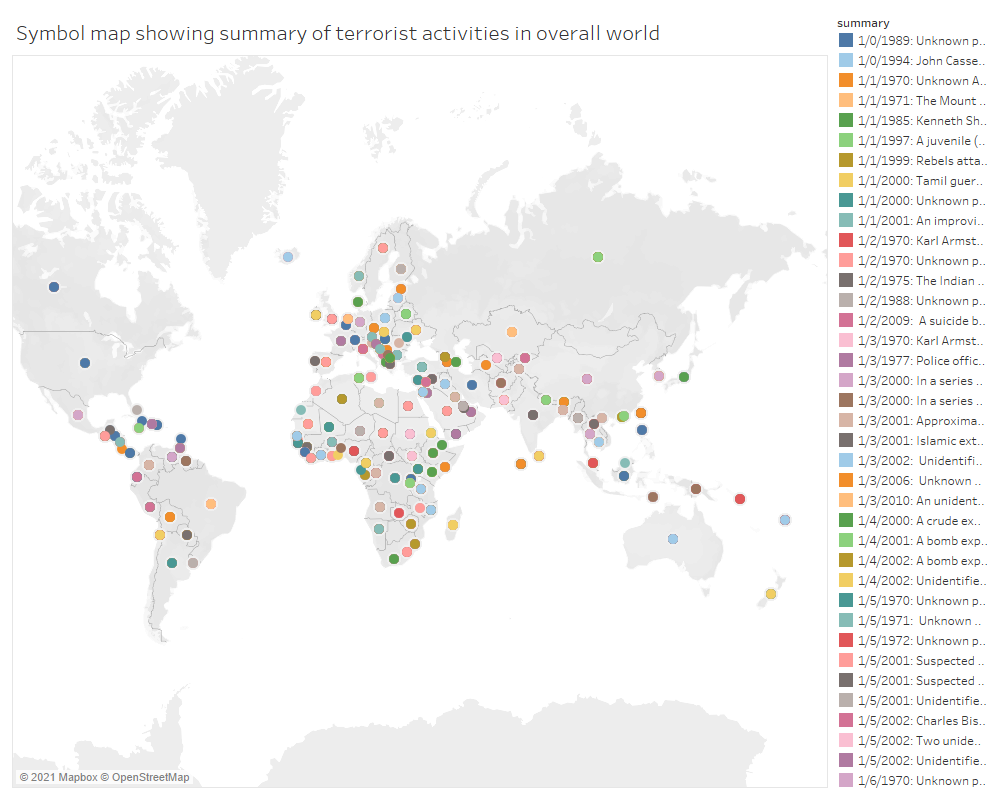 Symbol map showing summary of terrorist activities in overall world
summary
1/0/1989: Unknown p..
1/0/1994: John Casse..
1/1/1970: Unknown A..
1/1/1971: The Mount ..
1/1/1985: Kenneth Sh..
1/1/1997: A juvenile (..
1/1/1999: Rebels atta..
1/1/2000: Tamil guer..
1/1/2000: Unknown p..
1/1/2001: An improvi..
1/2/1970: Karl Armst..
1/2/1970: Unknown p..
1/2/1975: The Indian ..
1/2/1988: Unknown p..
1/2/2009:  A suicide b..
1/3/1970: Karl Armst..
1/3/1977: Police offic..
1/3/2000: In a series ..
1/3/2000: In a series ..
1/3/2001: Approxima..
1/3/2001: Islamic ext..
1/3/2002:  Unidentifi..
1/3/2006:  Unknown ..
1/3/2010: An unident..
1/4/2000: A crude ex..
1/4/2001: A bomb exp..
1/4/2002: A bomb exp..
1/4/2002: Unidentifie..
1/5/1970: Unknown p..
1/5/1971:  Unknown ..
1/5/1972: Unknown p..
1/5/2001: Suspected ..
1/5/2001: Suspected ..
1/5/2001: Unidentifie..
1/5/2002: Charles Bis..
1/5/2002: Two unide..
1/5/2002: Unidentifie..
1/6/1970: Unknown p..
© 2021 Mapbox © OpenStreetMap